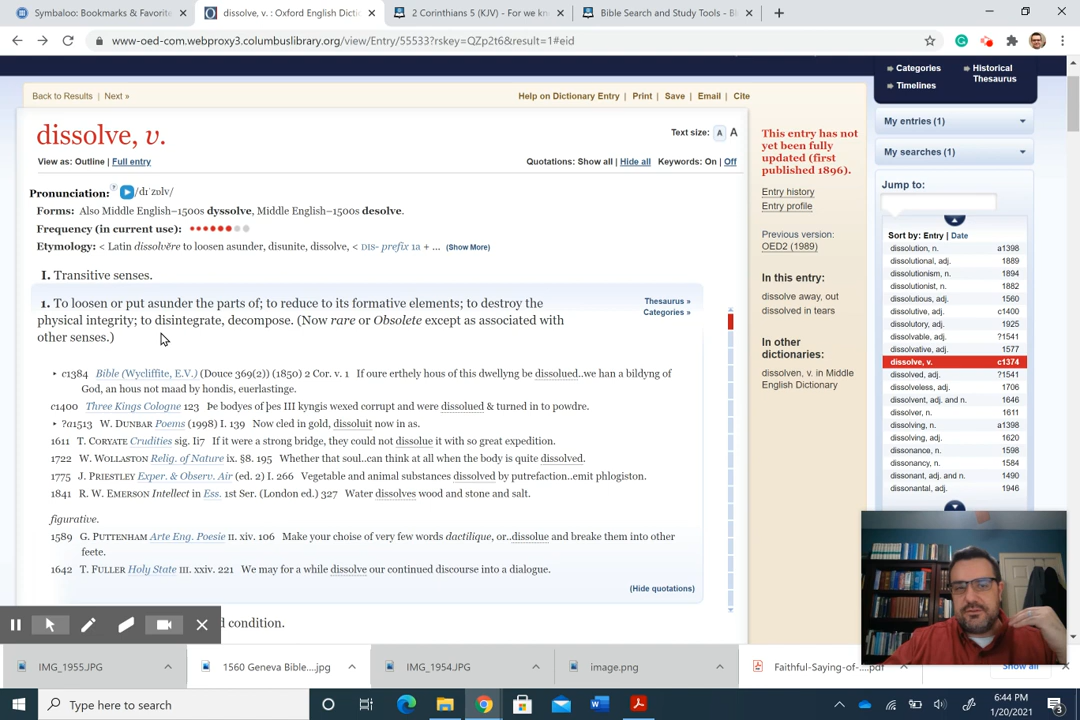 Symbaloo: Bookmarks & Favorite
dissolve, v. : Oxford English Dicti
2 Corinthians 5 (KJV) - For we kn
Bible Search and Study Tools - Bl
www-oed-com.webproxy3.columbuslibrary.org/view/Entry/55533?rskey=QZp2t6&result=1#eid
Back to Results | Next »
Help on Dictionary Entry | Print | Save | Email | Cite
dissolve, v.
Text size: A A
View as: Outline | Full entry
Quotations: Show all | Hide all Keywords: On | Off
Pronunciation: ? /dɪˈzɒlv/
Forms: Also Middle English–1500s dyssolve, Middle English–1500s desolve.
Frequency (in current use):
Etymology: < Latin dissolvĕre to loosen asunder, disunite, dissolve, < DIS- prefix 1a + ... (Show More)
I. Transitive senses.
1. To loosen or put asunder the parts of; to reduce to its formative elements; to destroy the
physical integrity; to disintegrate, decompose. (Now rare or Obsolete except as associated with
other senses.)
Thesaurus »
Categories »
c1384 Bible (Wycliffite, E.V.) (Douce 369(2)) (1850) 2 Cor. v. 1 If oure erthely hous of this dwellyng be dissolued..we han a bildyng of
God, an hous not maad by hondis, euerlastinge.
c1400 Three Kings Cologne 123 Þe bodyes of þes III kyngis wexed corrupt and were dissolued & turned in to powdre.
?a1513 W. DUNBAR Poems (1998) I. 139 Now cled in gold, dissoluit now in as.
1611 T. CORYATE Crudities sig. Ii7 If it were a strong bridge, they could not dissolue it with so great expedition.
1722 W. WOLLASTON Relig. of Nature ix. §8. 195 Whether that soul..can think at all when the body is quite dissolved.
1775 J. PRIESTLEY Exper. & Observ. Air (ed. 2) I. 266 Vegetable and animal substances dissolved by putrefaction..emit phlogiston.
1841 R. W. EMERSON Intellect in Ess. 1st Ser. (London ed.) 327 Water dissolves wood and stone and salt.
figurative.
1589 G. PUTTENHAM Arte Eng. Poesie II. xiv. 106 Make your choise of very few words dactilique, or..dissolue and breake them into other
feete.
1642 T. FULLER Holy State III. xxiv. 221 We may for a while dissolve our continued discourse into a dialogue.
(Hide quotations)
d condition.
This entry has not
yet been fully
updated (first
published 1896).
Entry history
Entry profile
Previous version:
OED2 (1989)
In this entry:
dissolve away, out
dissolved in tears
In other
dictionaries:
dissolven, v. in Middle
English Dictionary
Categories
Timelines
Historical
Thesaurus
My entries (1)
My searches (1)
Jump to:
Sort by: Entry | Date
dissolution, n. a1398
dissolutional, adj. 1889
dissolutionism, n. 1894
dissolutionist, n. 1882
dissolutious, adj. 1560
dissolutive, adj. c1400
dissolutory, adj. 1925
dissolvable, adj. ?1541
dissolvative, adj. 1577
dissolve, v. c1374
dissolved, adj. ?1541
dissolveless, adj. 1706
dissolvent, adj. and n. 1646
dissolver, n. 1611
dissolving, n. a1398
dissolving, adj. 1620
dissonance, n. 1598
dissonancy, n. 1584
dissonant, adj. and n. 1490
dissonantal, adj. 1946
IMG_1955.JPG
1560 Geneva Bible....jpg
IMG_1954.JPG
image.png
Faithful-Saying-of-....pdf
Show all
Type here to search
6:44 PM
1/20/2021
3